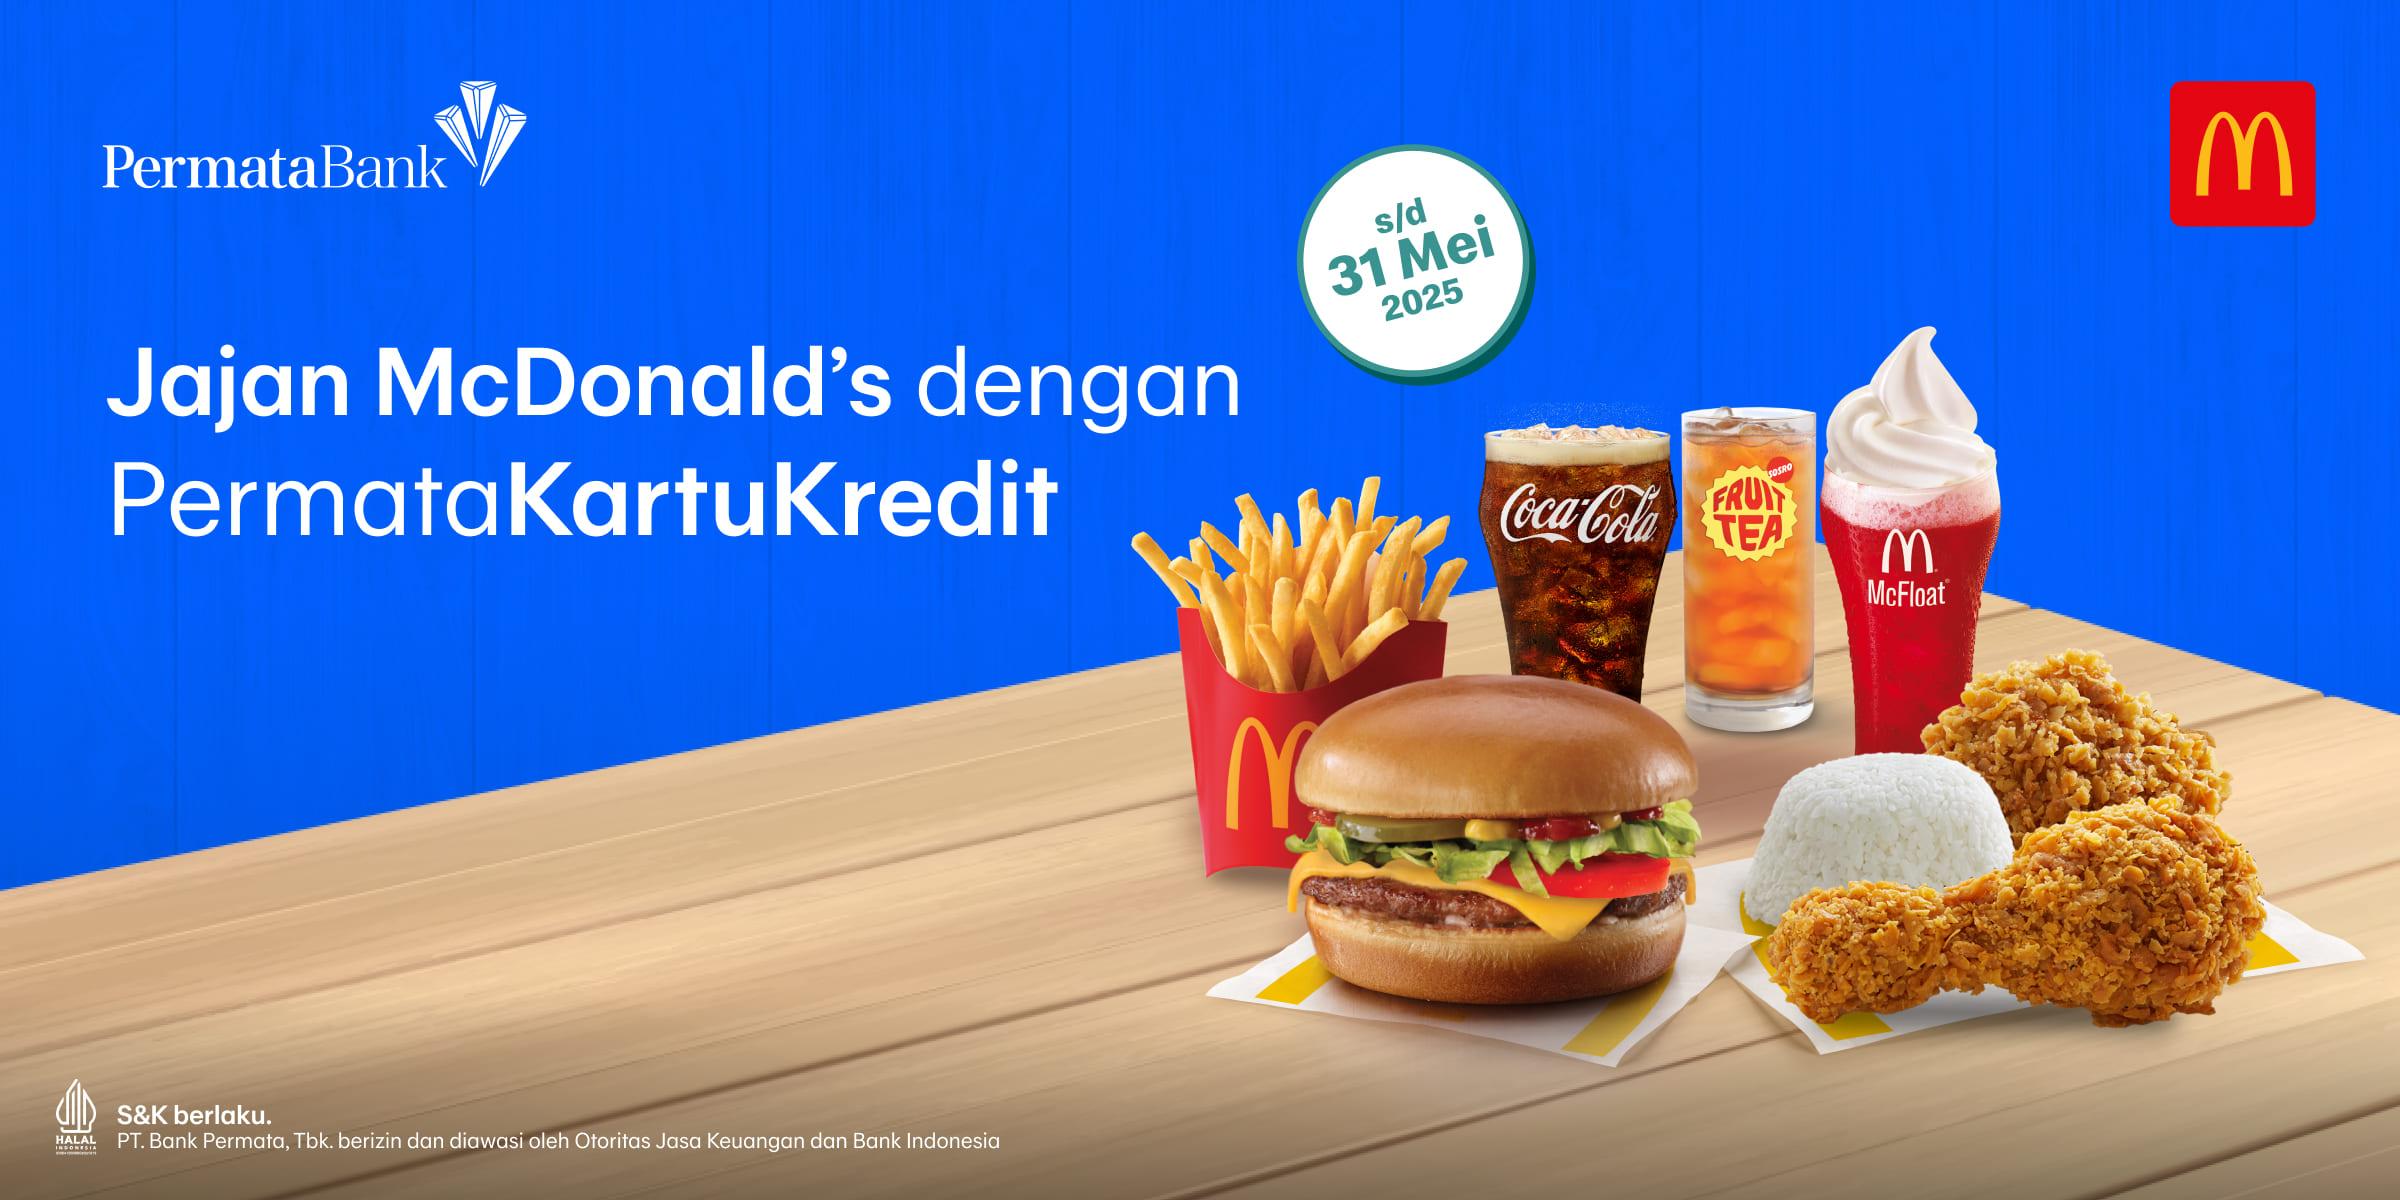 PermataBank
s/d
31 Mei
2025
Jajan McDonald's dengan
PermataKartuKredit
Coca-Cola
SOSRO
FRUIT
TEA
McFloat
HALAL
INDONESIA
S&K berlaku.
PT. Bank Permata, Tbk. berizin dan diawasi oleh Otoritas Jasa Keuangan dan Bank Indonesia